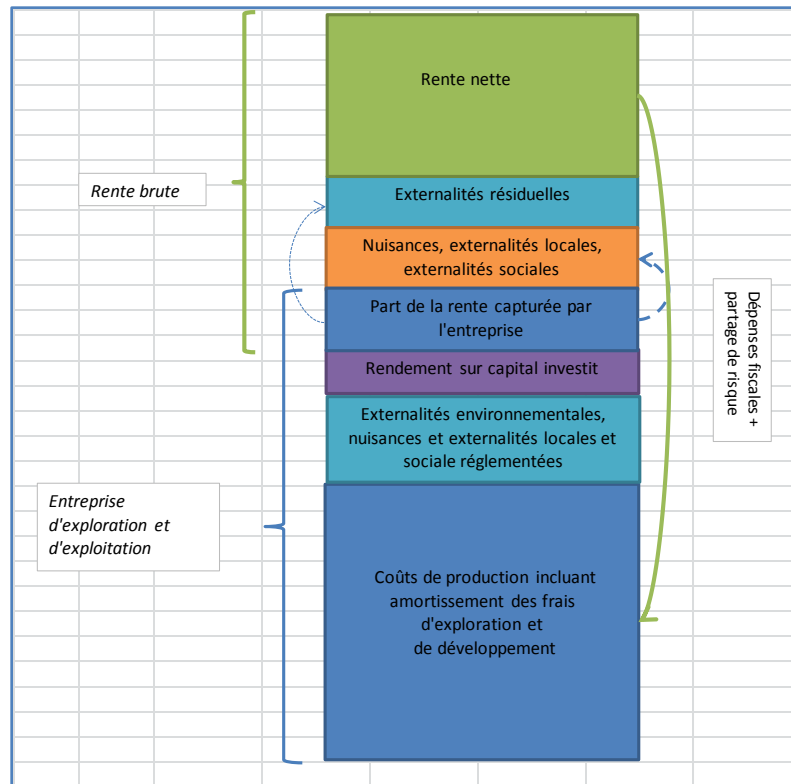 Rente nette
Rente brute
Externalités résiduelles
Nuisances, externalités locales,
externalités sociales
Part de la rente capturée par
l'entreprise
Dépenses fiscales +
partage de risque
Rendement sur capital investit
Externalités environnementales,
nuisances et externalités locales et
sociale réglementées
Entreprise
d'exploration et
d'exploitation
Coûts de production incluant
amortissement des frais
d'exploration et
de développement